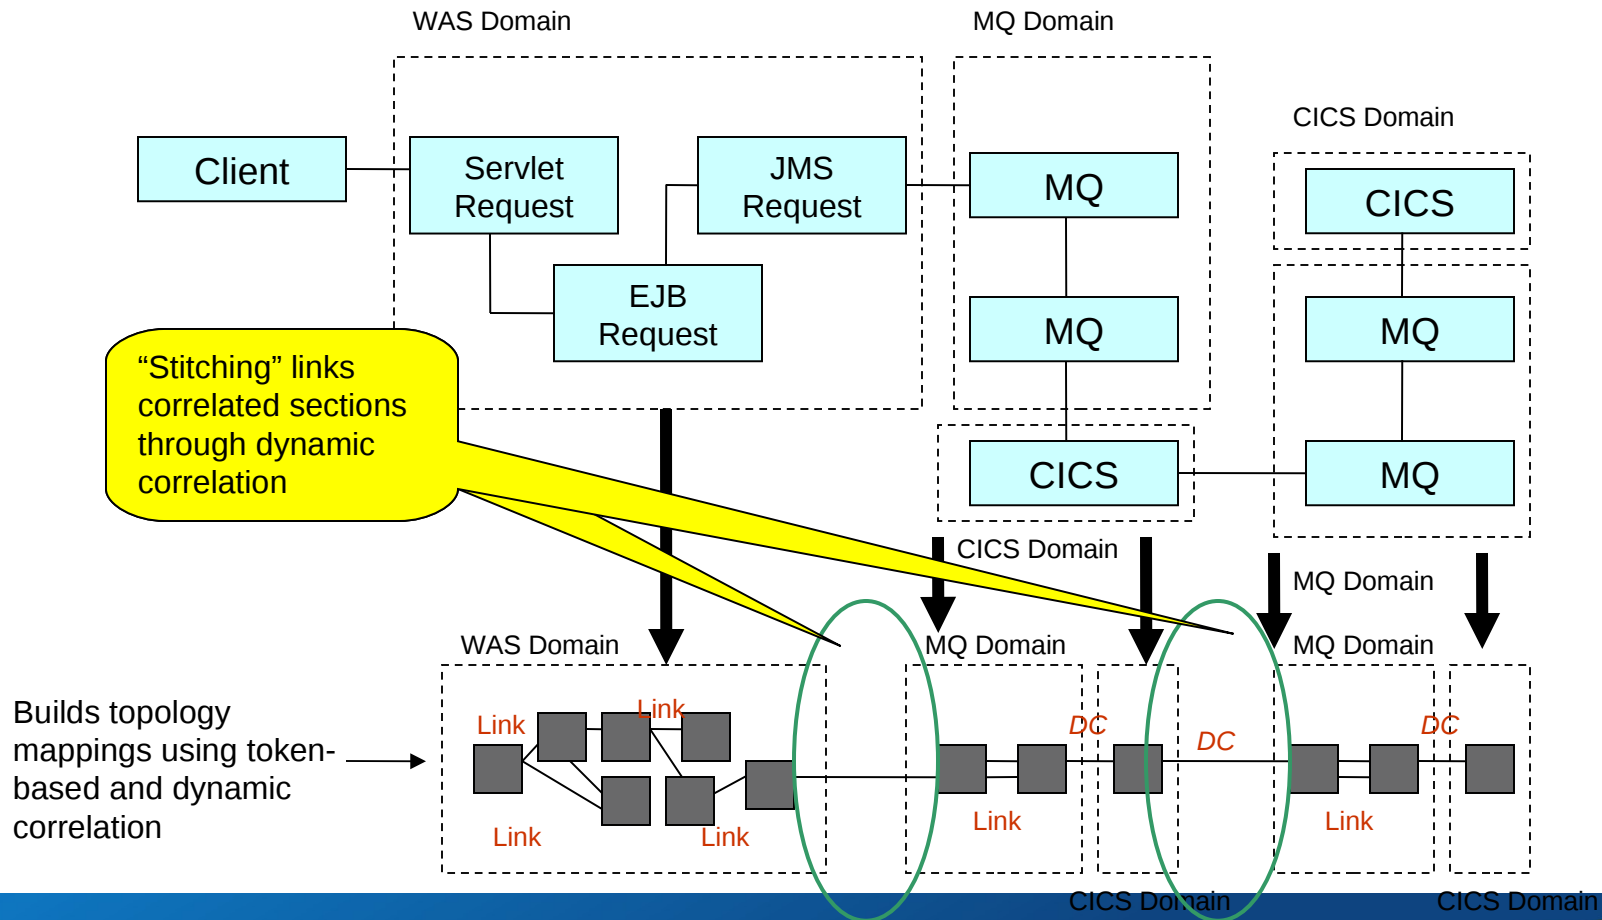 WAS Domain
MQ Domain
CICS Domain
Client
Servlet
Request
JMS
Request
MQ
CICS
EJB
Request
MQ
MQ
“Stitching” links
correlated sections
through dynamic
correlation
CICS
MQ
CICS Domain
MQ Domain
WAS Domain
MQ Domain
MQ Domain
Builds topology
mappings using token-
based and dynamic
correlation
Link
Link
DC
DC
DC
Link
Link
Link
Link
CICS Domain
CICS Domain